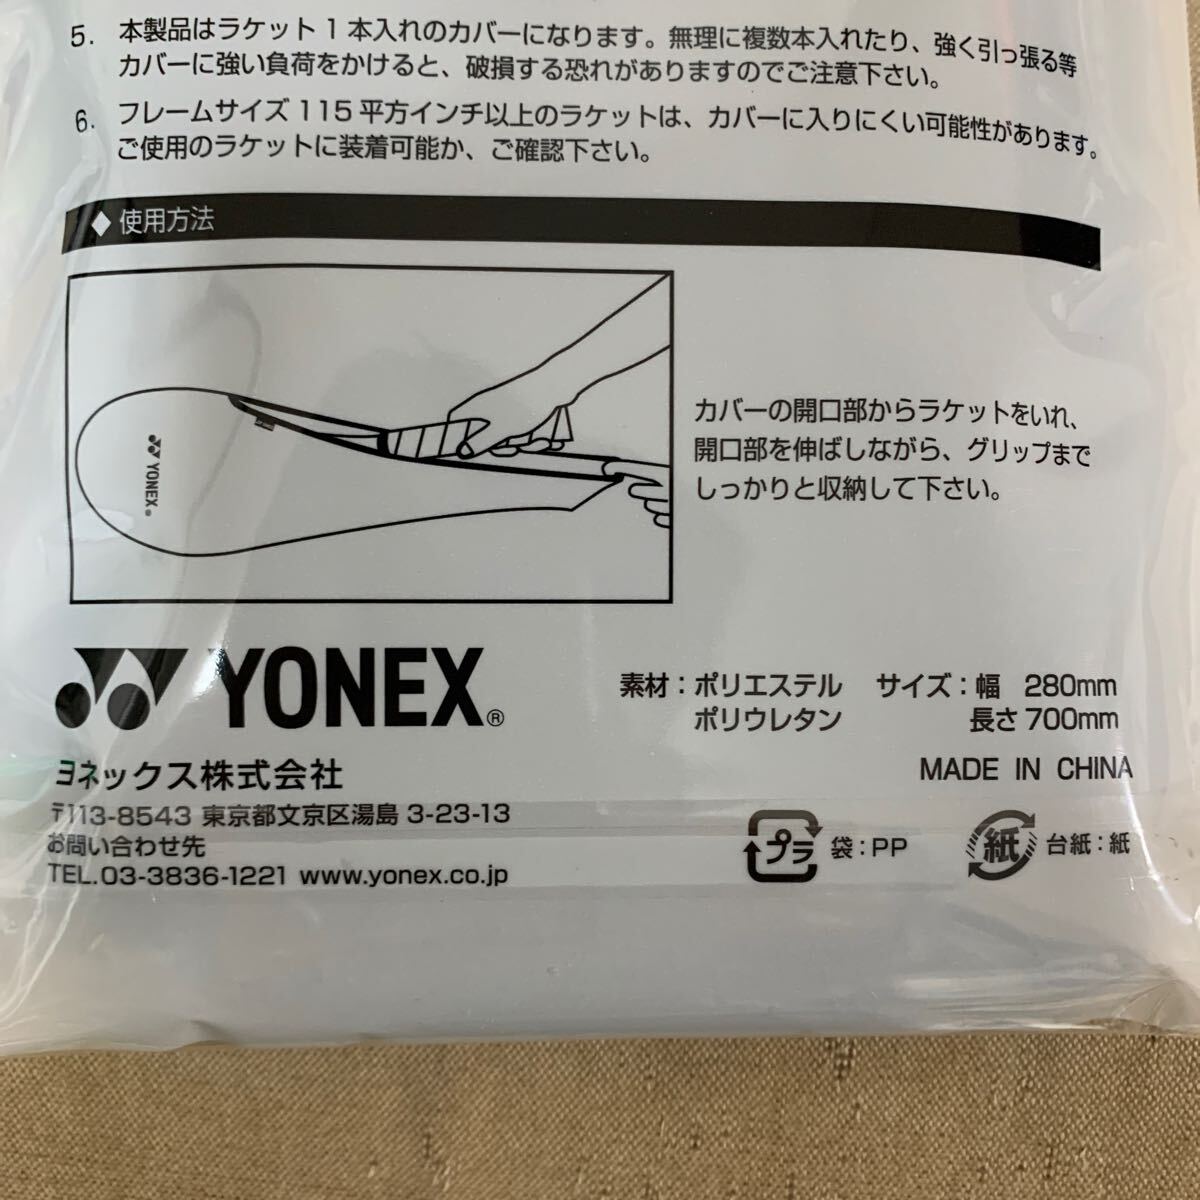 5. 本製品はラケット1本入れのカバーになります。無理に複数本入れたり、強く引っ張る等
カバーに強い負荷をかけると、破損する恐れがありますのでご注意下さい。
6. フレームサイズ115平方インチ以上のラケットは、カバーに入りにくい可能性があります。
ご使用のラケットに装着可能か、ご確認下さい。
◆使用方法
YONEX®
カバーの開口部からラケットをいれ、
開口部を伸ばしながら、グリップまで
しっかりと収納して下さい。
YONEX®
素材:ポリエステル サイズ:幅 280mm
ポリウレタン 長さ700mm
ヨネックス株式会社
MADE IN CHINA
〒113-8543 東京都文京区湯島3-23-13
お問い合わせ先
TEL.03-3836-1221 www.yonex.co.jp
プラ 袋:PP
紙 台紙:紙